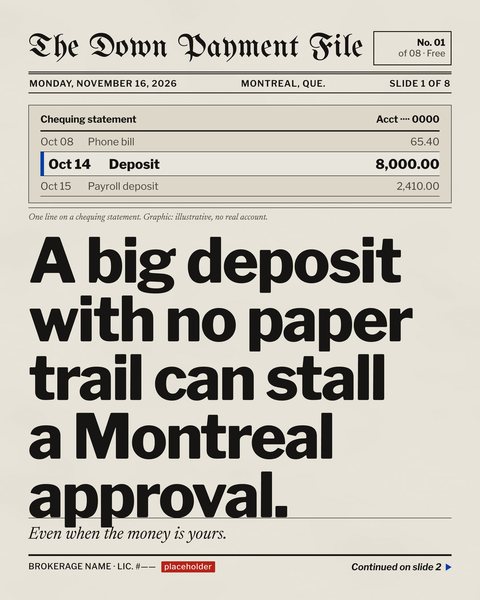 The Down Payment File
No. 01
of 08 · Free
MONDAY, NOVEMBER 16, 2026
MONTREAL, QUE.
SLIDE 1 OF 8
Chequing statement
Acct ···· 0000
Oct 08 Phone bill 65.40
Oct 14 Deposit 8,000.00
Oct 15 Payroll deposit 2,410.00
One line on a chequing statement. Graphic: illustrative, no real account.
A big deposit
with no paper
trail can stall
a Montreal
approval.
Even when the money is yours.
BROKERAGE NAME · LIC. #—— placeholder
Continued on slide 2 ▶